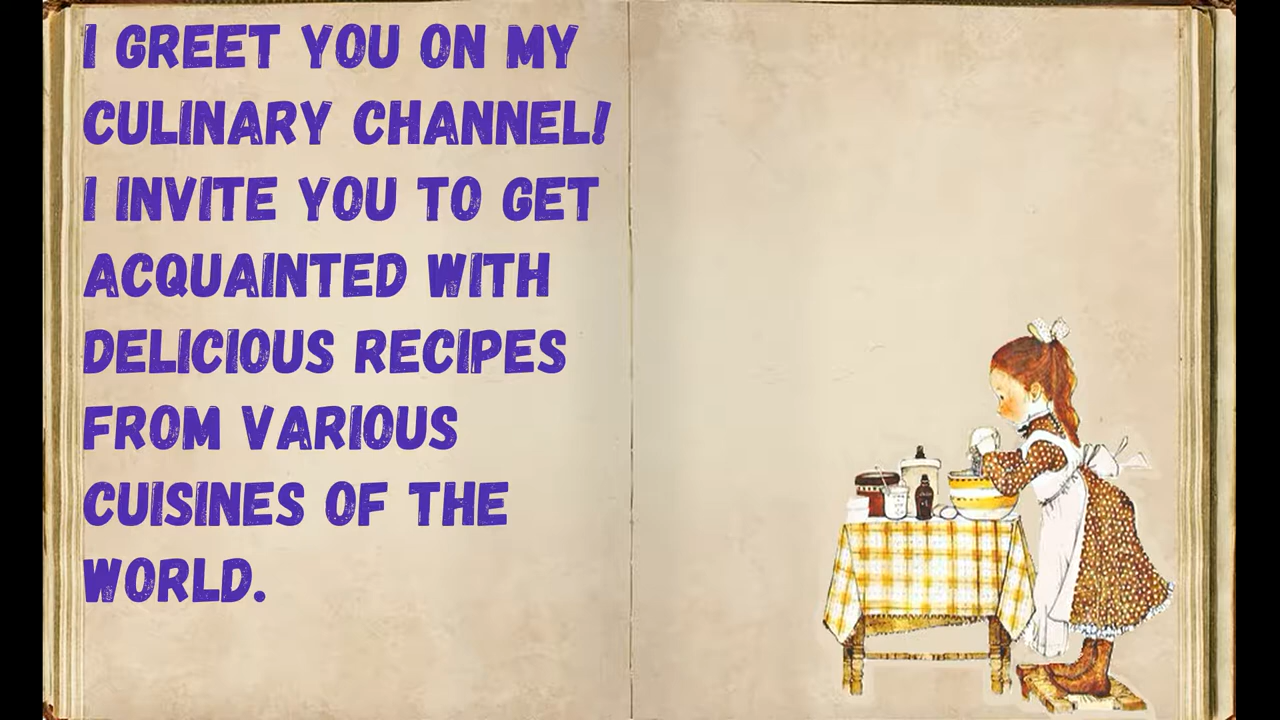 I GREET YOU ON MY
CULINARY CHANNEL!
I INVITE YOU TO GET
ACQUAINTED WITH
DELICIOUS RECIPES
FROM VARIOUS
CUISINES OF THE
WORLD.